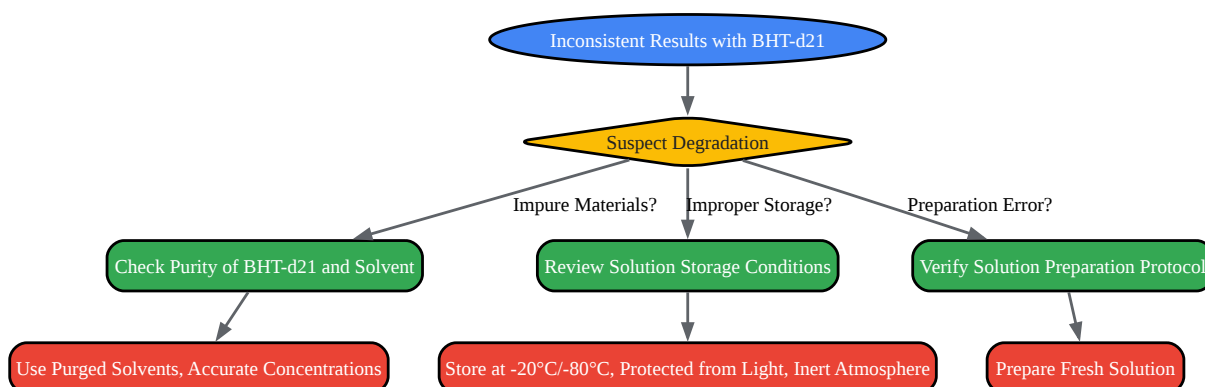 Inconsistent Results with BHT-d21
Suspect Degradation
Impure Materials?
Improper Storage?
Preparation Error?
Check Purity of BHT-d21 and Solvent
Review Solution Storage Conditions
Verify Solution Preparation Protocol
Use Purged Solvents, Accurate Concentrations
Store at -20°C/-80°C, Protected from Light, Inert Atmosphere
Prepare Fresh Solution